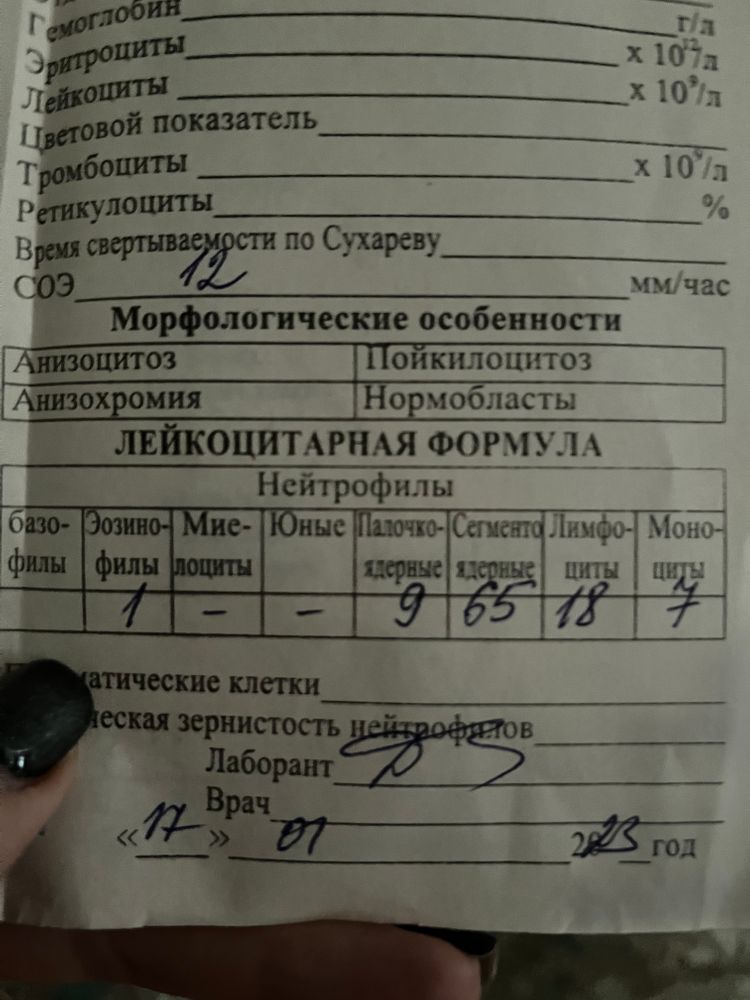 Гемоглобин г/л
Эритроциты х 10¹²/л
Лейкоциты х 10⁹/л
Цветовой показатель
Тромбоциты х 10⁹/л
Ретикулоциты %
Время свертываемости по Сухареву
СОЭ 12 мм/час
Морфологические особенности
Анизоцитоз Пойкилоцитоз
Анизохромия Нормобласты
ЛЕЙКОЦИТАРНАЯ ФОРМУЛА
Нейтрофилы
базо- Эозино- Мие- Юные Палочко- Сегменто Лимфо- Моно-
филы филы лоциты ядерные ядерные циты циты
1 – – 9 65 18 7
клетки
зернистость нейтрофилов
Лаборант
Врач
«17» 01 2023 год